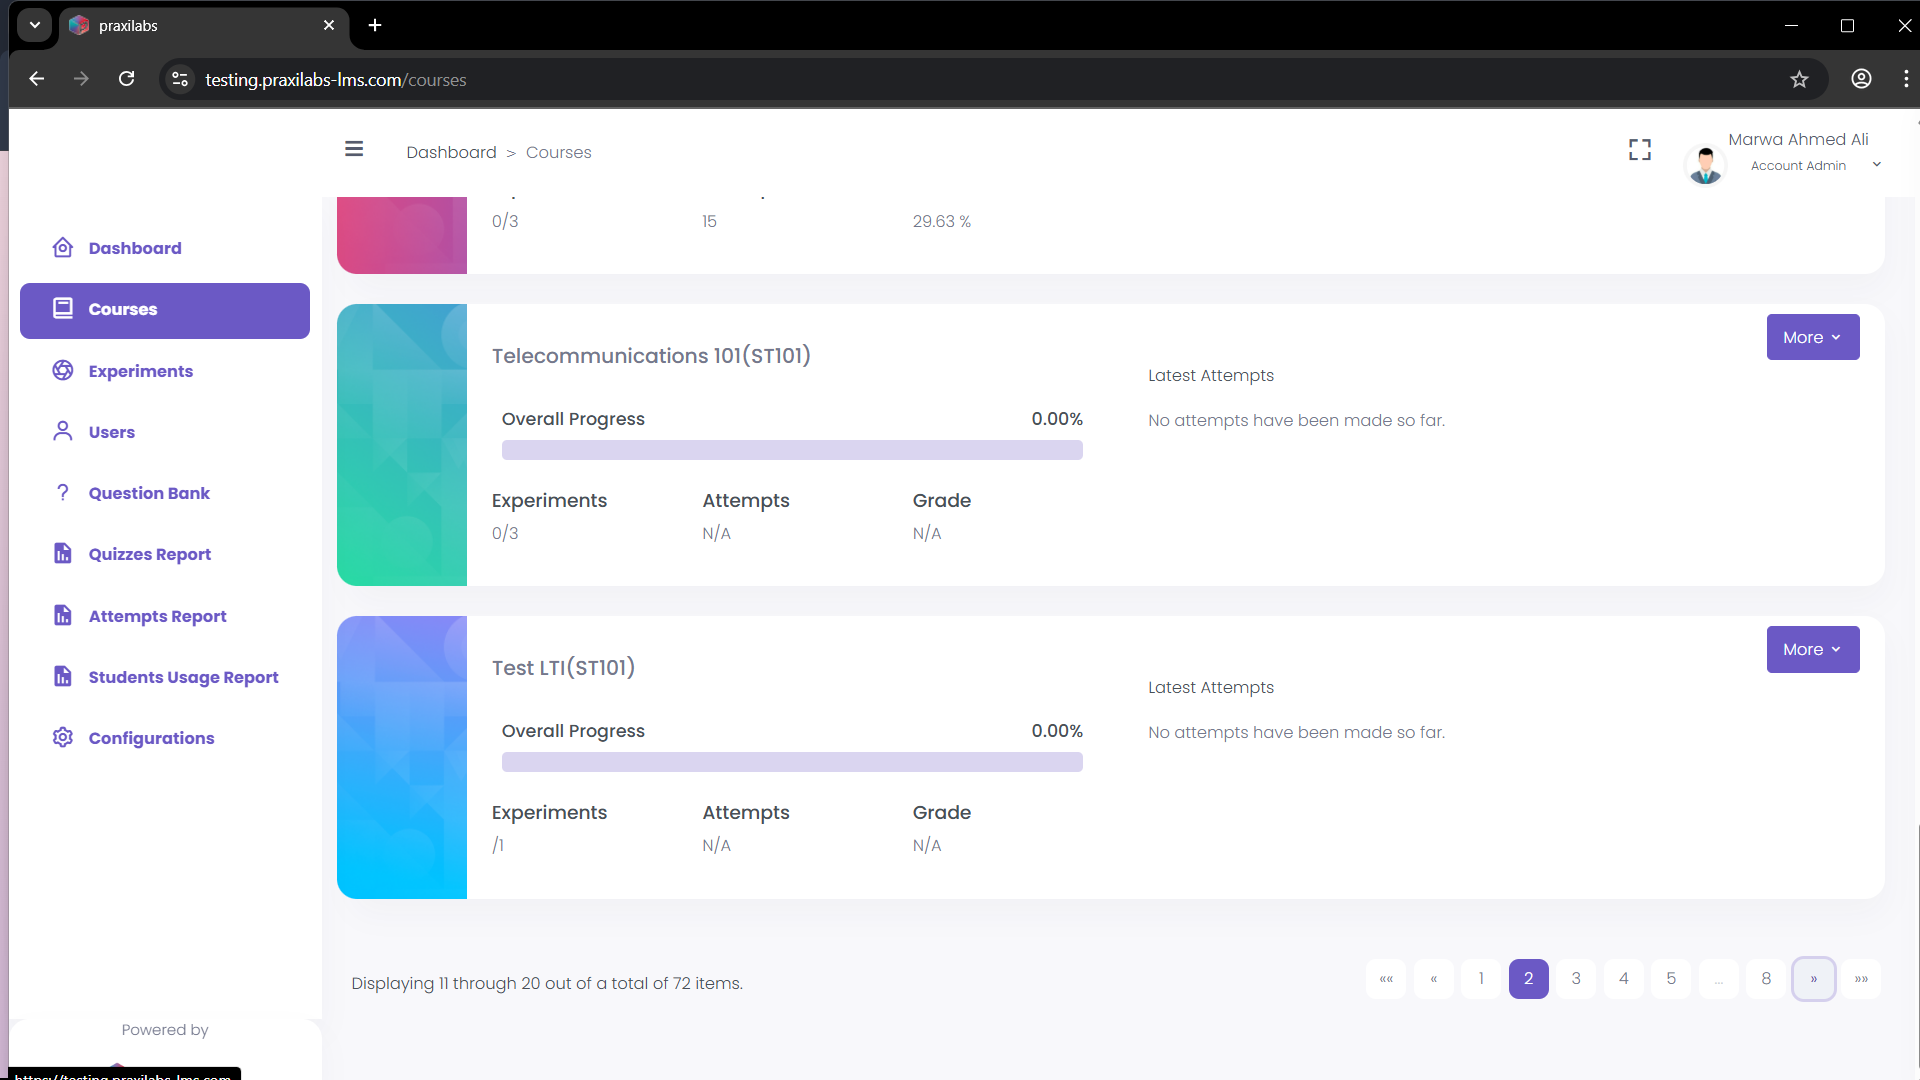 praxilabs
testing.praxilabs-lms.com/courses
Dashboard > Courses
Marwa Ahmed Ali
Account Admin
Dashboard
Courses
Experiments
Users
? Question Bank
Quizzes Report
Attempts Report
Students Usage Report
Configurations
Powered by
https://testing.praxilabs-lms.com
0/3 15 29.63 %
Telecommunications 101(ST101)
More
Latest Attempts
Overall Progress 0.00%
No attempts have been made so far.
Experiments Attempts Grade
0/3 N/A N/A
Test LTI(ST101)
More
Latest Attempts
Overall Progress 0.00%
No attempts have been made so far.
Experiments Attempts Grade
/1 N/A N/A
Displaying 11 through 20 out of a total of 72 items.
«« « 1 2 3 4 5 ... 8 » »»